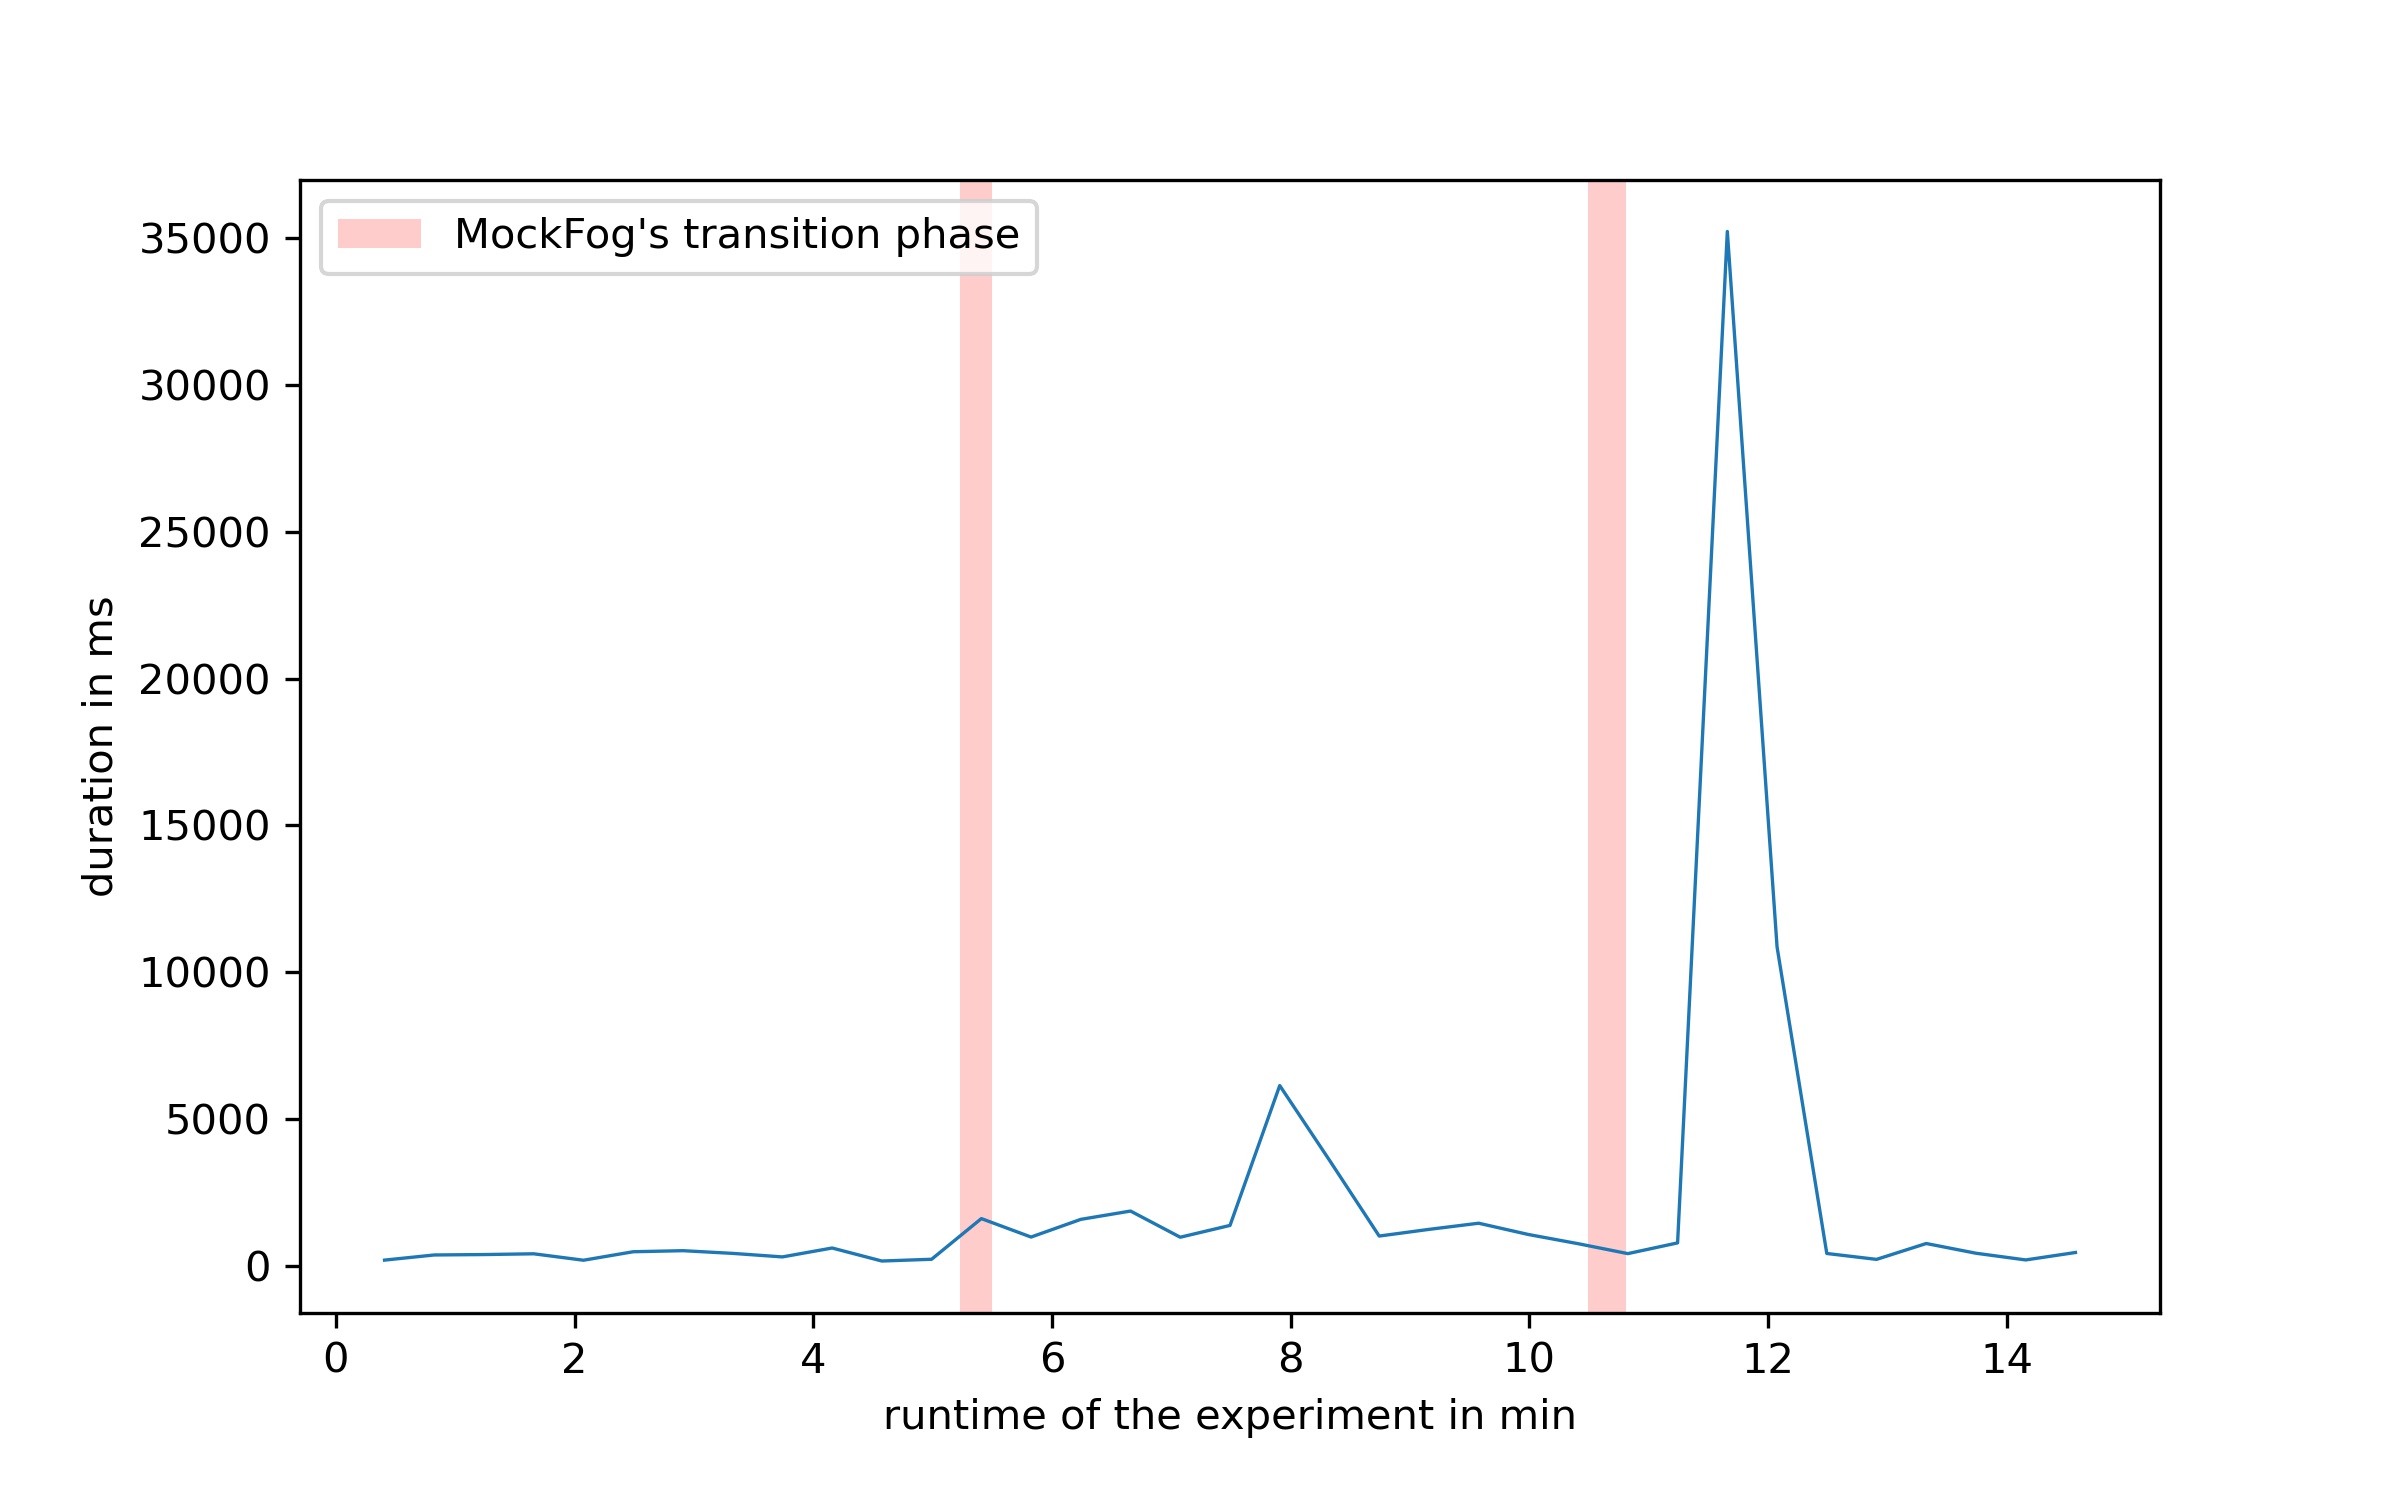 MockFog's transition phase
35000
30000
25000
20000
15000
10000
5000
0
duration in ms
0 2 4 6 8 10 12 14
runtime of the experiment in min